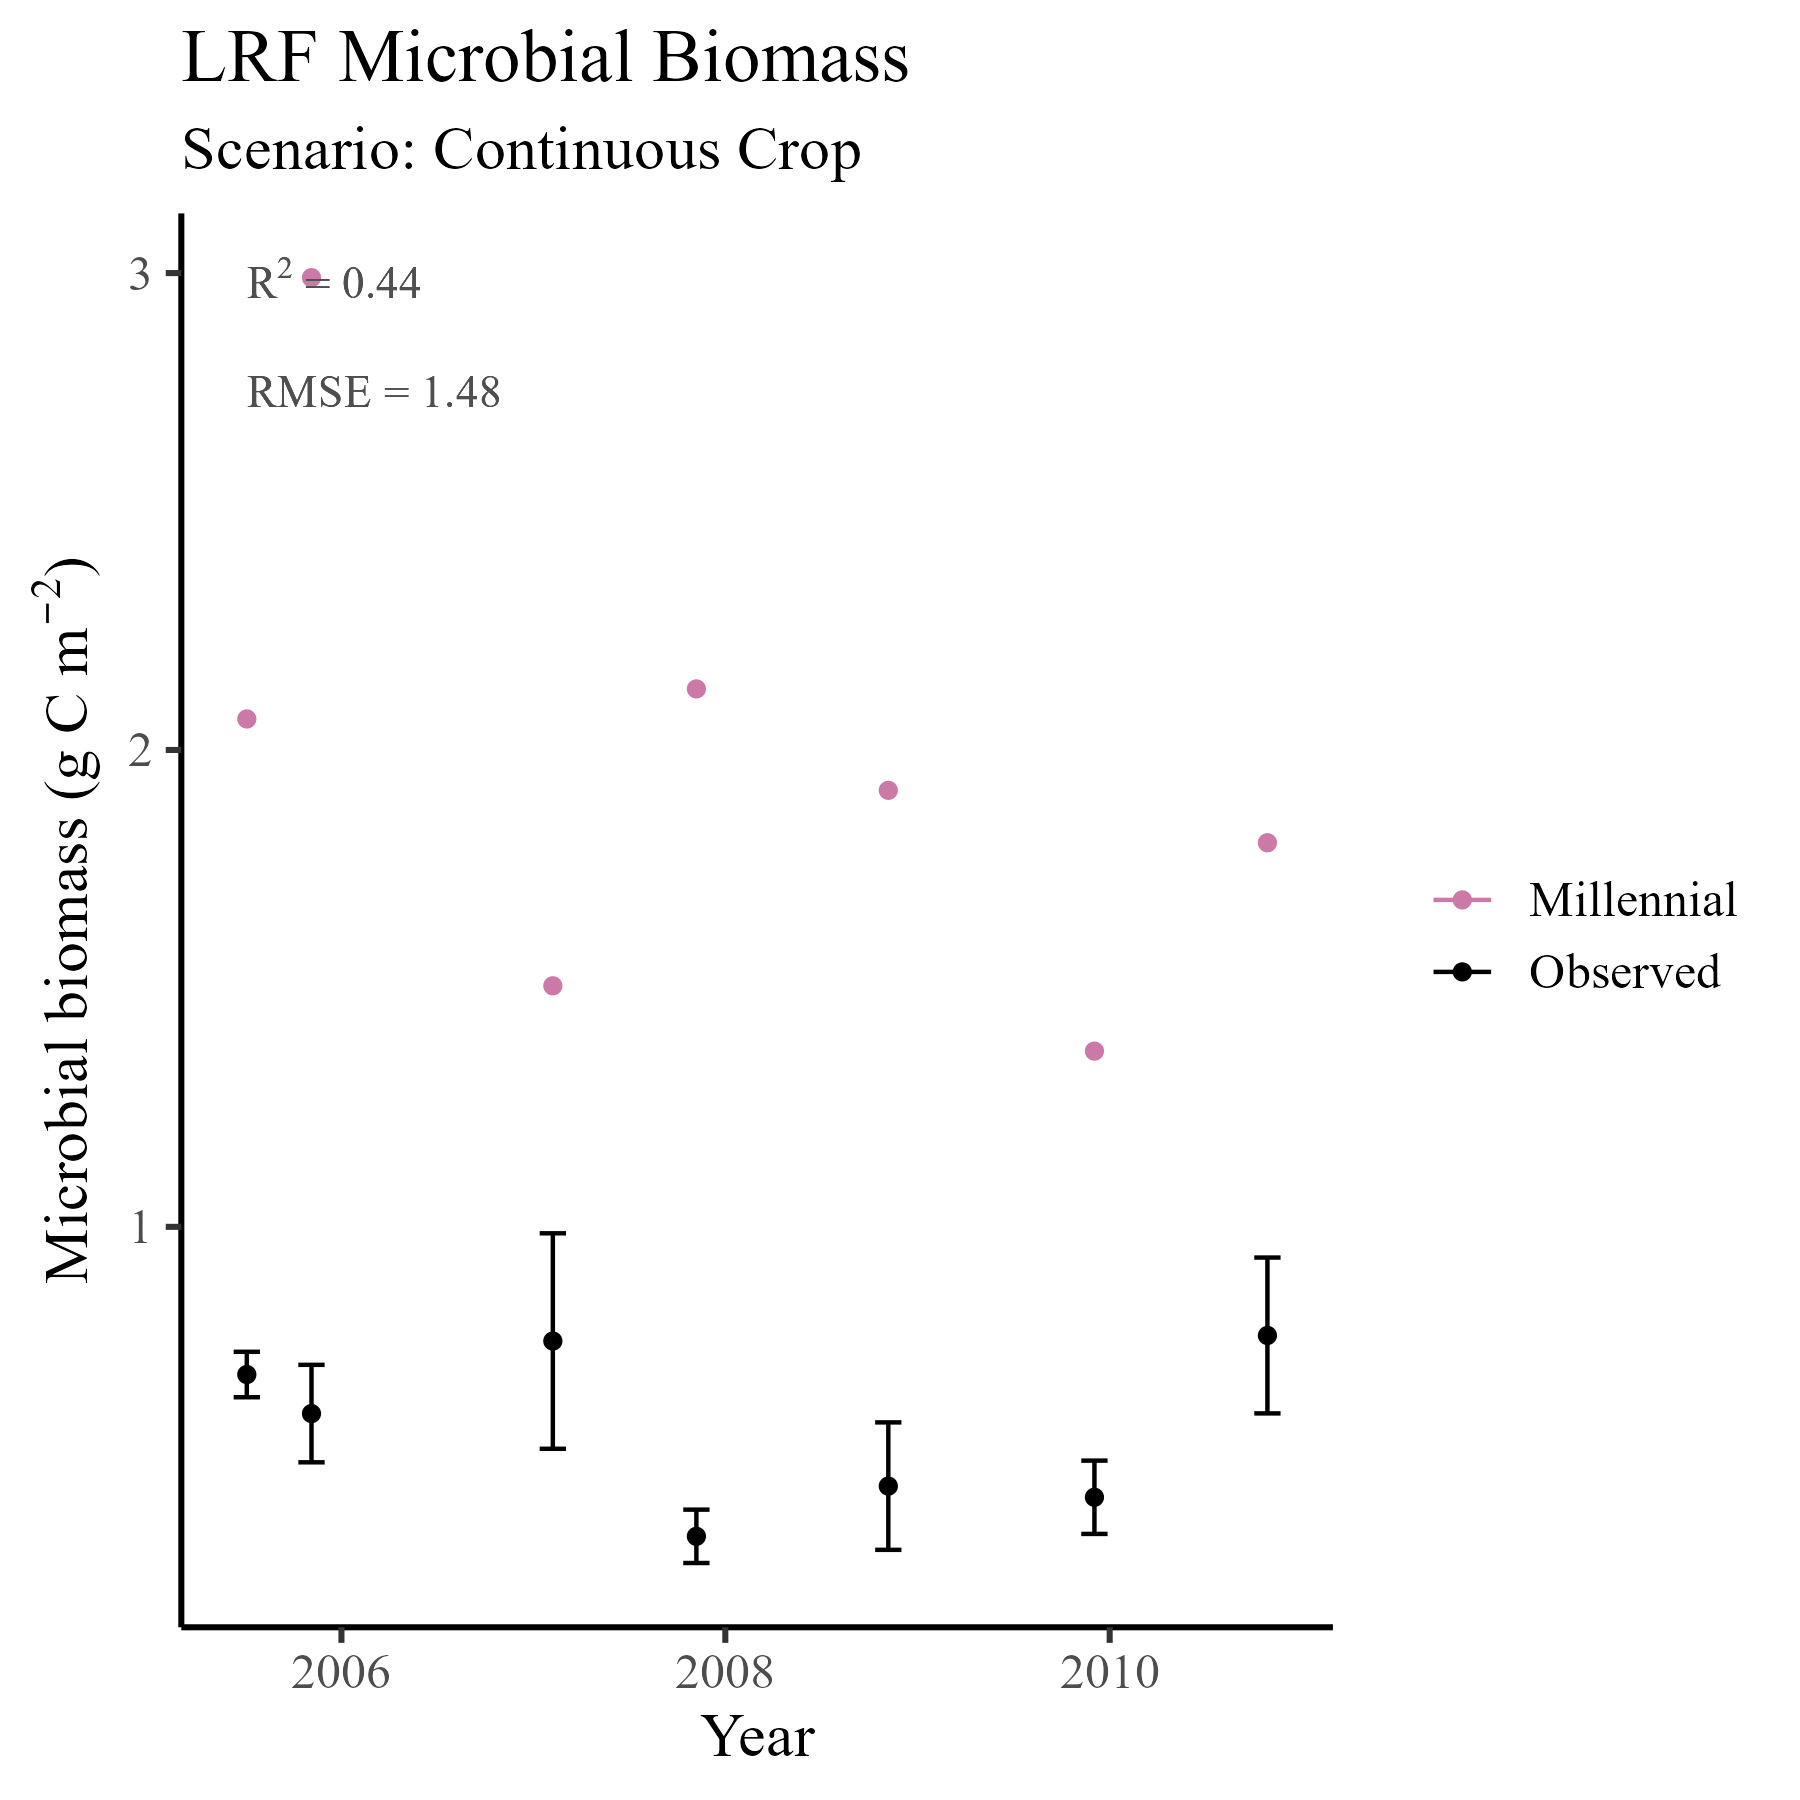 LRF Microbial Biomass
Scenario: Continuous Crop
R² = 0.44
RMSE = 1.48
3
2
1
Microbial biomass (g C m⁻²)
2006 2008 2010
Year
Millennial
Observed